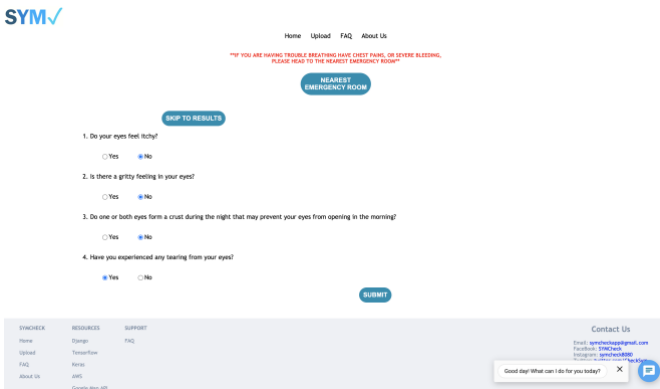 SYM
Home Upload FAQ About Us
**IF YOU ARE HAVING TROUBLE BREATHING HAVE CHEST PAINS, OR SEVERE BLEEDING,
PLEASE HEAD TO THE NEAREST EMERGENCY ROOM**
NEAREST
EMERGENCY ROOM
SKIP TO RESULTS
1. Do your eyes feel itchy?
Yes No
2. Is there a gritty feeling in your eyes?
Yes No
3. Do one or both eyes form a crust during the night that may prevent your eyes from opening in the morning?
Yes No
4. Have you experienced any tearing from your eyes?
Yes No
SUBMIT
SYMCHECK RESOURCES SUPPORT Contact Us
Home Django FAQ
Upload Tensorflow
FAQ Keras
About Us AWS
Email: symcheckapp@gmail.com
Facebook: SYMCheck
Instagram: symcheck8080
Good day! What can I do for you today?